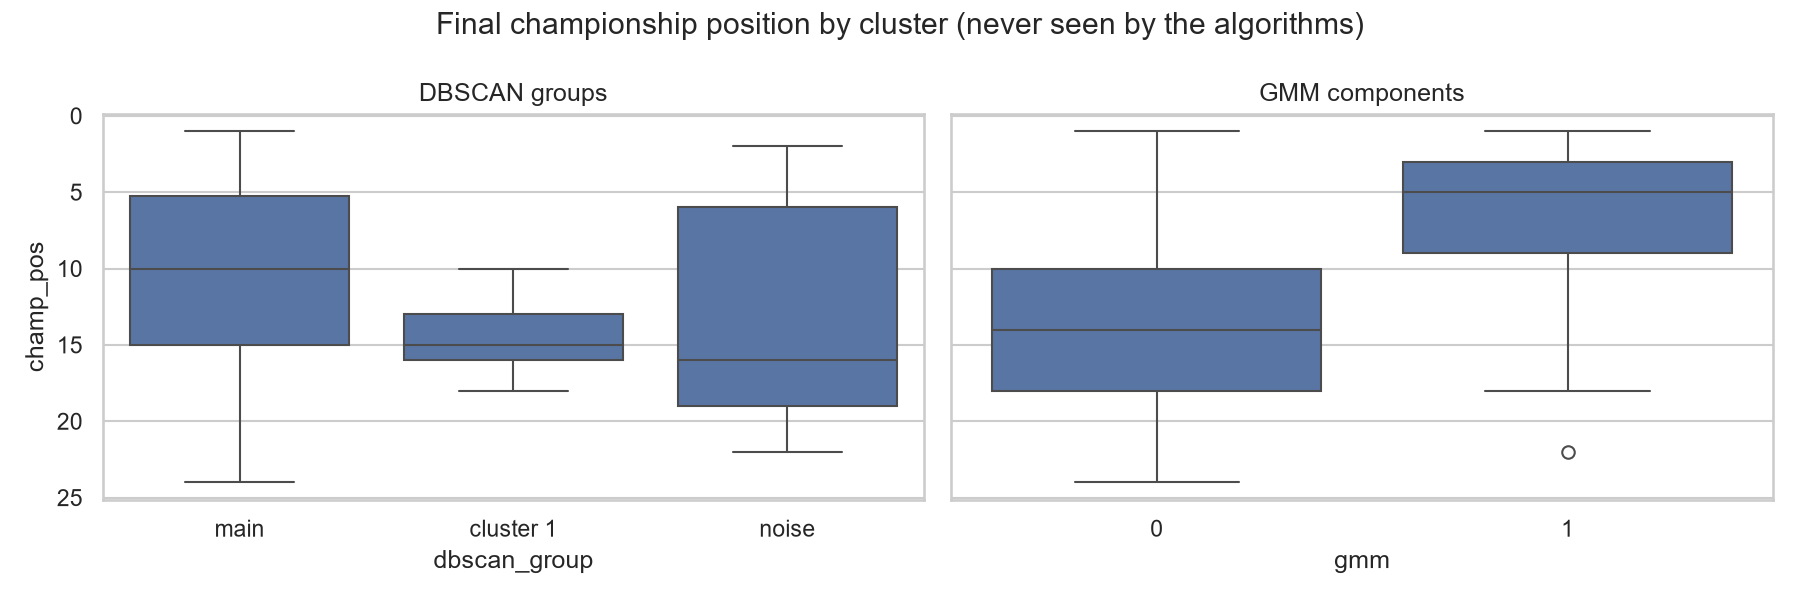 Final championship position by cluster (never seen by the algorithms)
DBSCAN groups
GMM components
champ_pos
0
5
10
15
20
25
main
cluster 1
noise
dbscan_group
0
1
gmm